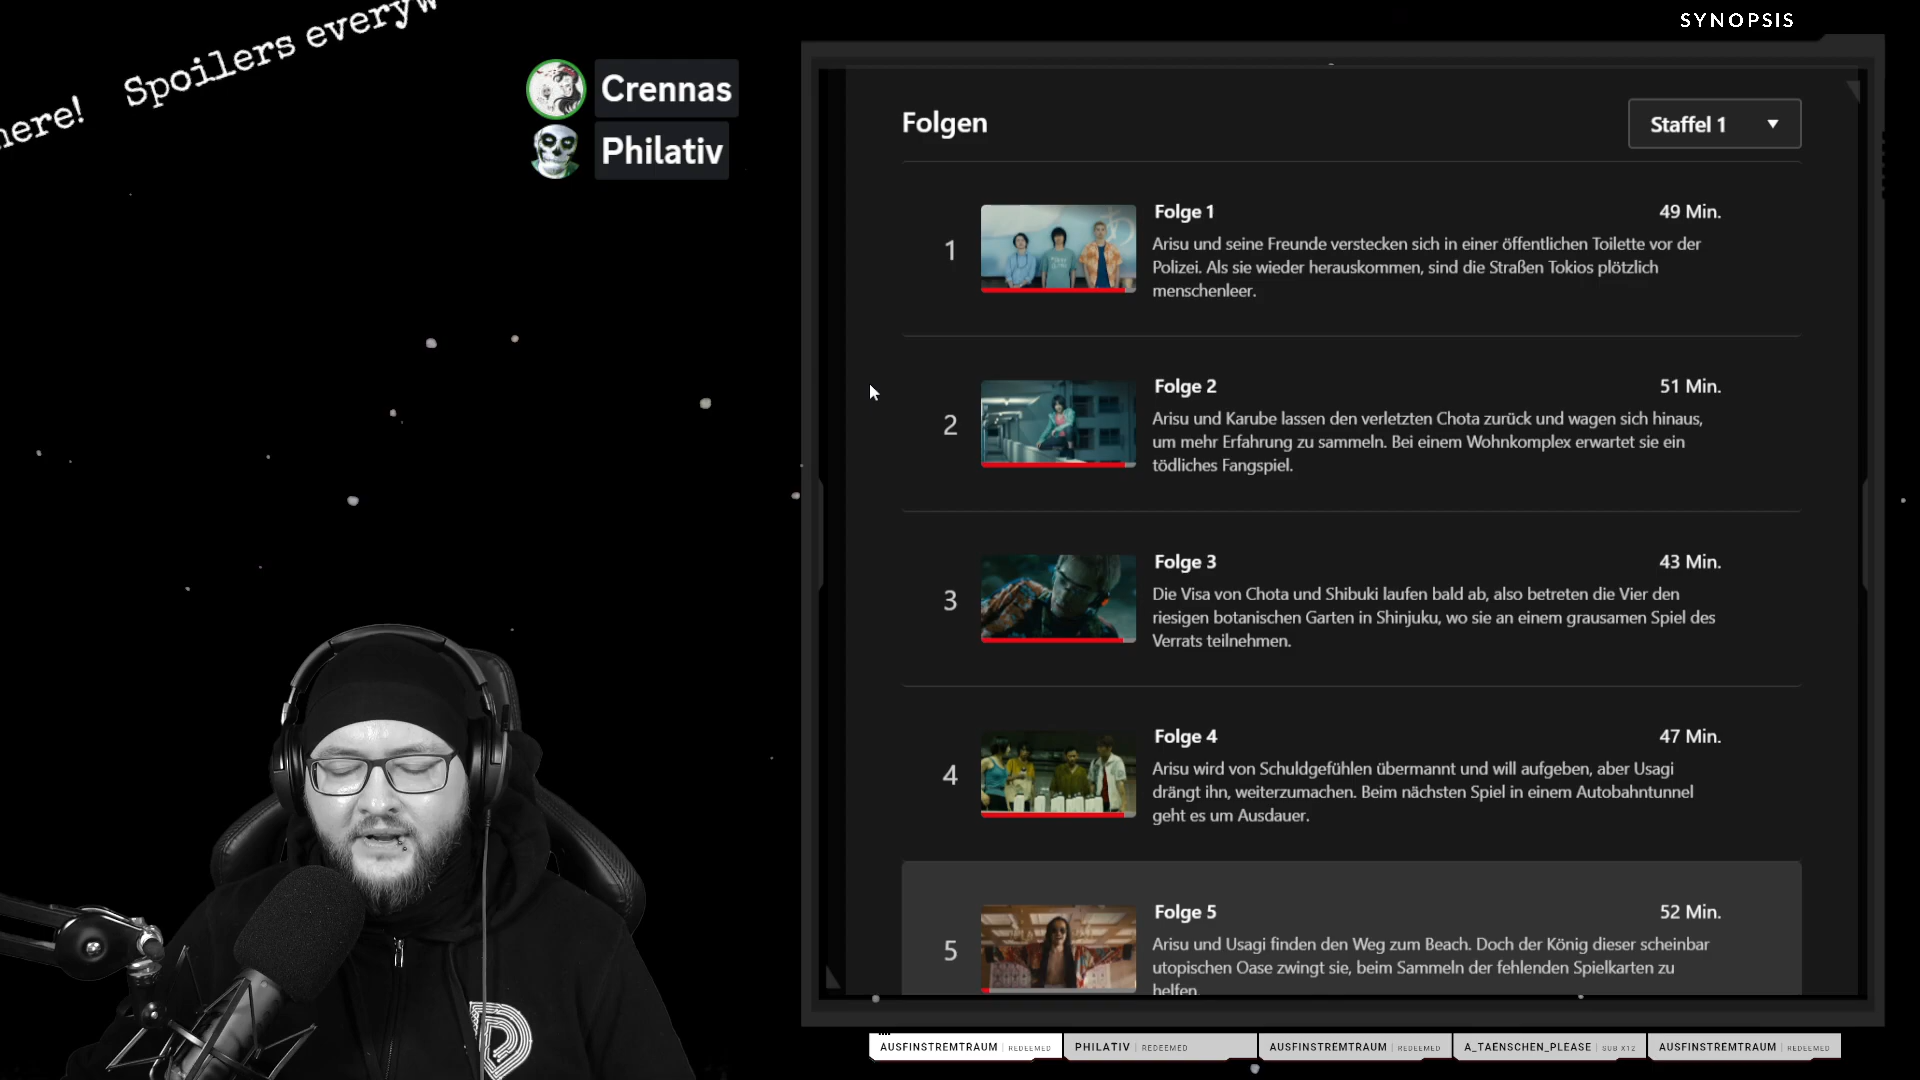 here! Spoilers everyw
SYNOPSIS
Crennas
Philativ
Folgen
Staffel 1
1
Folge 1
49 Min.
Arisu und seine Freunde verstecken sich in einer öffentlichen Toilette vor der
Polizei. Als sie wieder herauskommen, sind die Straßen Tokios plötzlich
menschenleer.
2
Folge 2
51 Min.
Arisu und Karube lassen den verletzten Chota zurück und wagen sich hinaus,
um mehr Erfahrung zu sammeln. Bei einem Wohnkomplex erwartet sie ein
tödliches Fangspiel.
3
Folge 3
43 Min.
Die Visa von Chota und Shibuki laufen bald ab, also betreten die Vier den
riesigen botanischen Garten in Shinjuku, wo sie an einem grausamen Spiel des
Verrats teilnehmen.
4
Folge 4
47 Min.
Arisu wird von Schuldgefühlen übermannt und will aufgeben, aber Usagi
drängt ihn, weiterzumachen. Beim nächsten Spiel in einem Autobahntunnel
geht es um Ausdauer.
5
Folge 5
52 Min.
Arisu und Usagi finden den Weg zum Beach. Doch der König dieser scheinbar
utopischen Oase zwingt sie, beim Sammeln der fehlenden Spielkarten zu
helfen.
AUSFINSTREMTRAUM | REDEEMED
PHILATIV | REDEEMED
AUSFINSTREMTRAUM | REDEEMED
A_TAENSCHEN_PLEASE | SUB X12
AUSFINSTREMTRAUM | REDEEMED